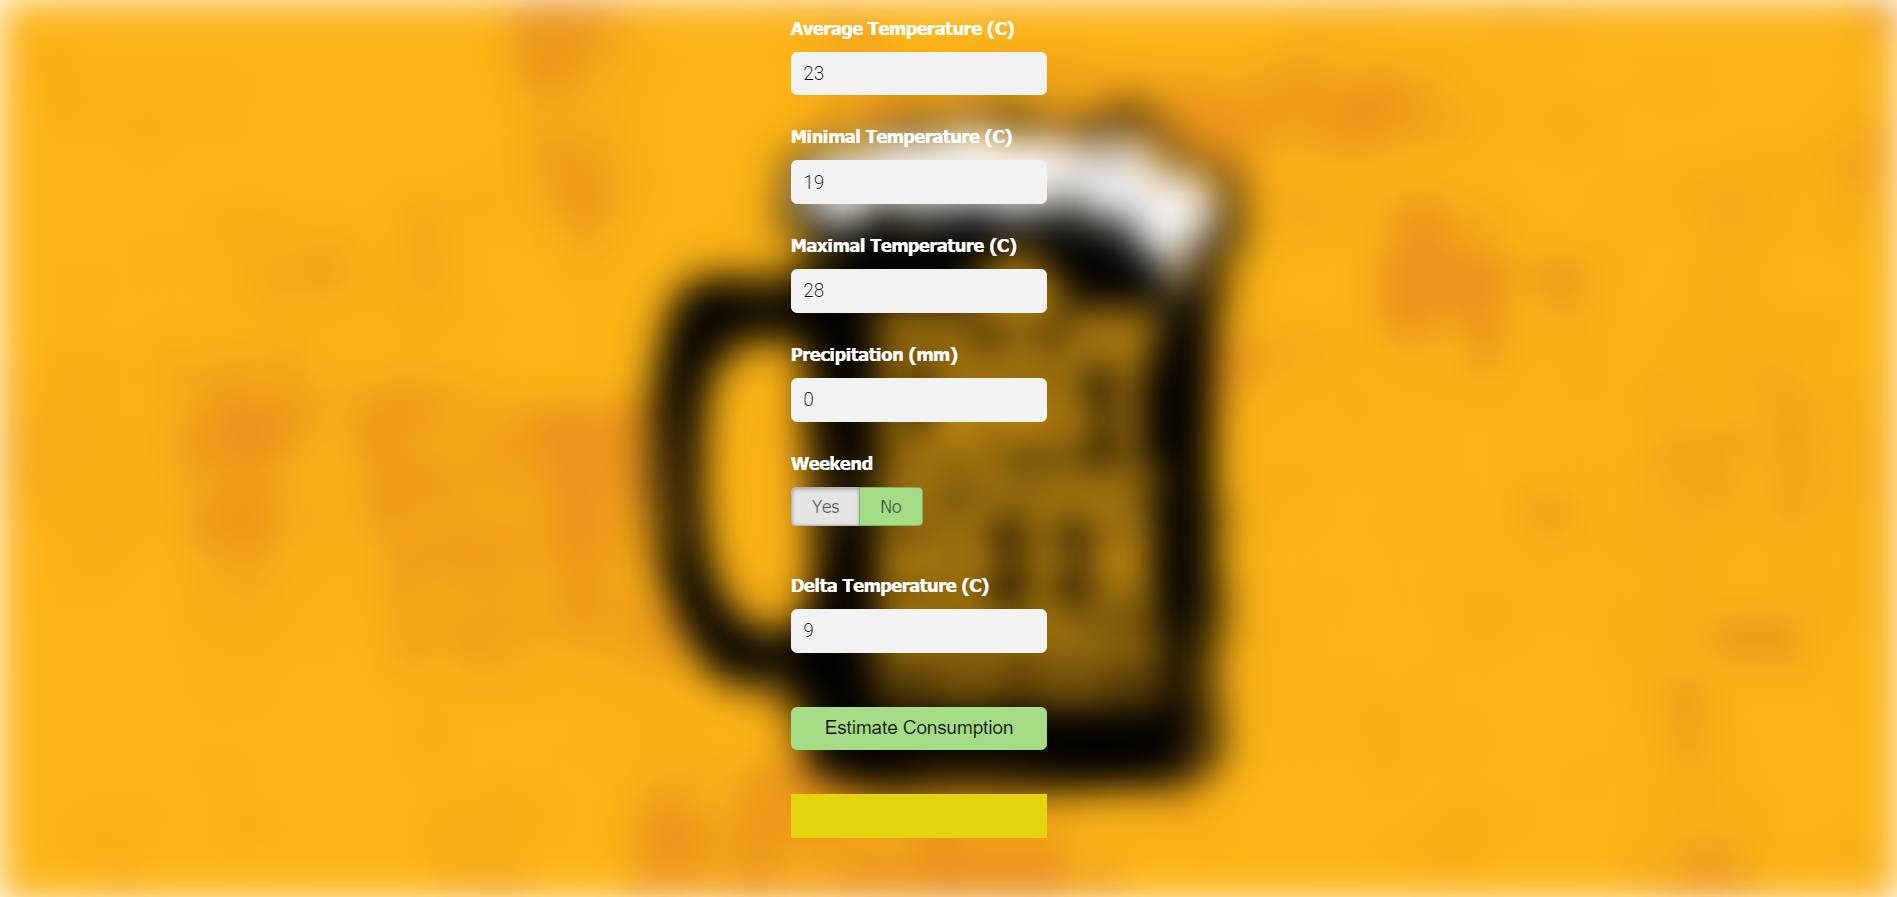 Average Temperature (C)
23
Minimal Temperature (C)
19
Maximal Temperature (C)
28
Precipitation (mm)
0
Weekend
Yes No
Delta Temperature (C)
9
Estimate Consumption